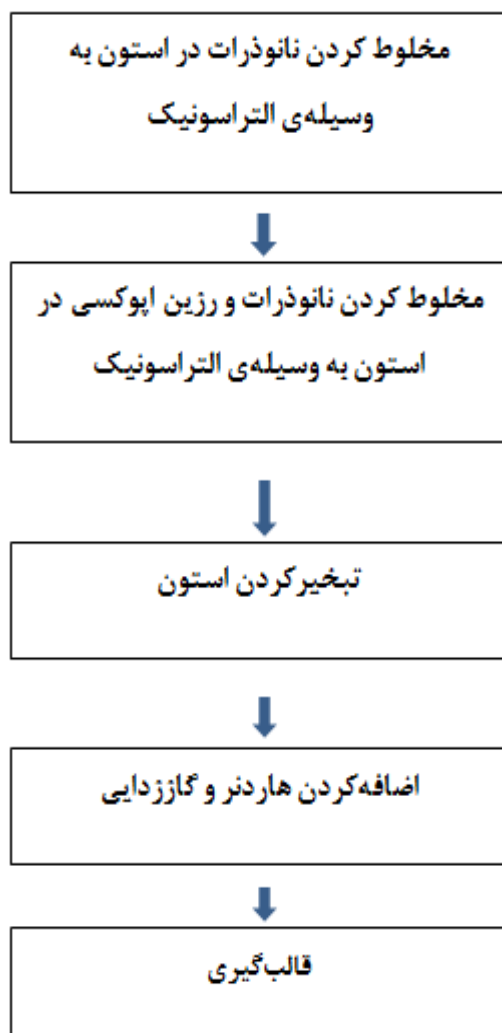 مخلوط کردن نانوذرات در استون به
وسیله‌ی التراسونیک
مخلوط کردن نانوذرات و رزین اپوکسی در
استون به وسیله‌ی التراسونیک
تبخیرکردن استون
اضافه‌کردن هاردنر و گاززدایی
قالب‌گیری